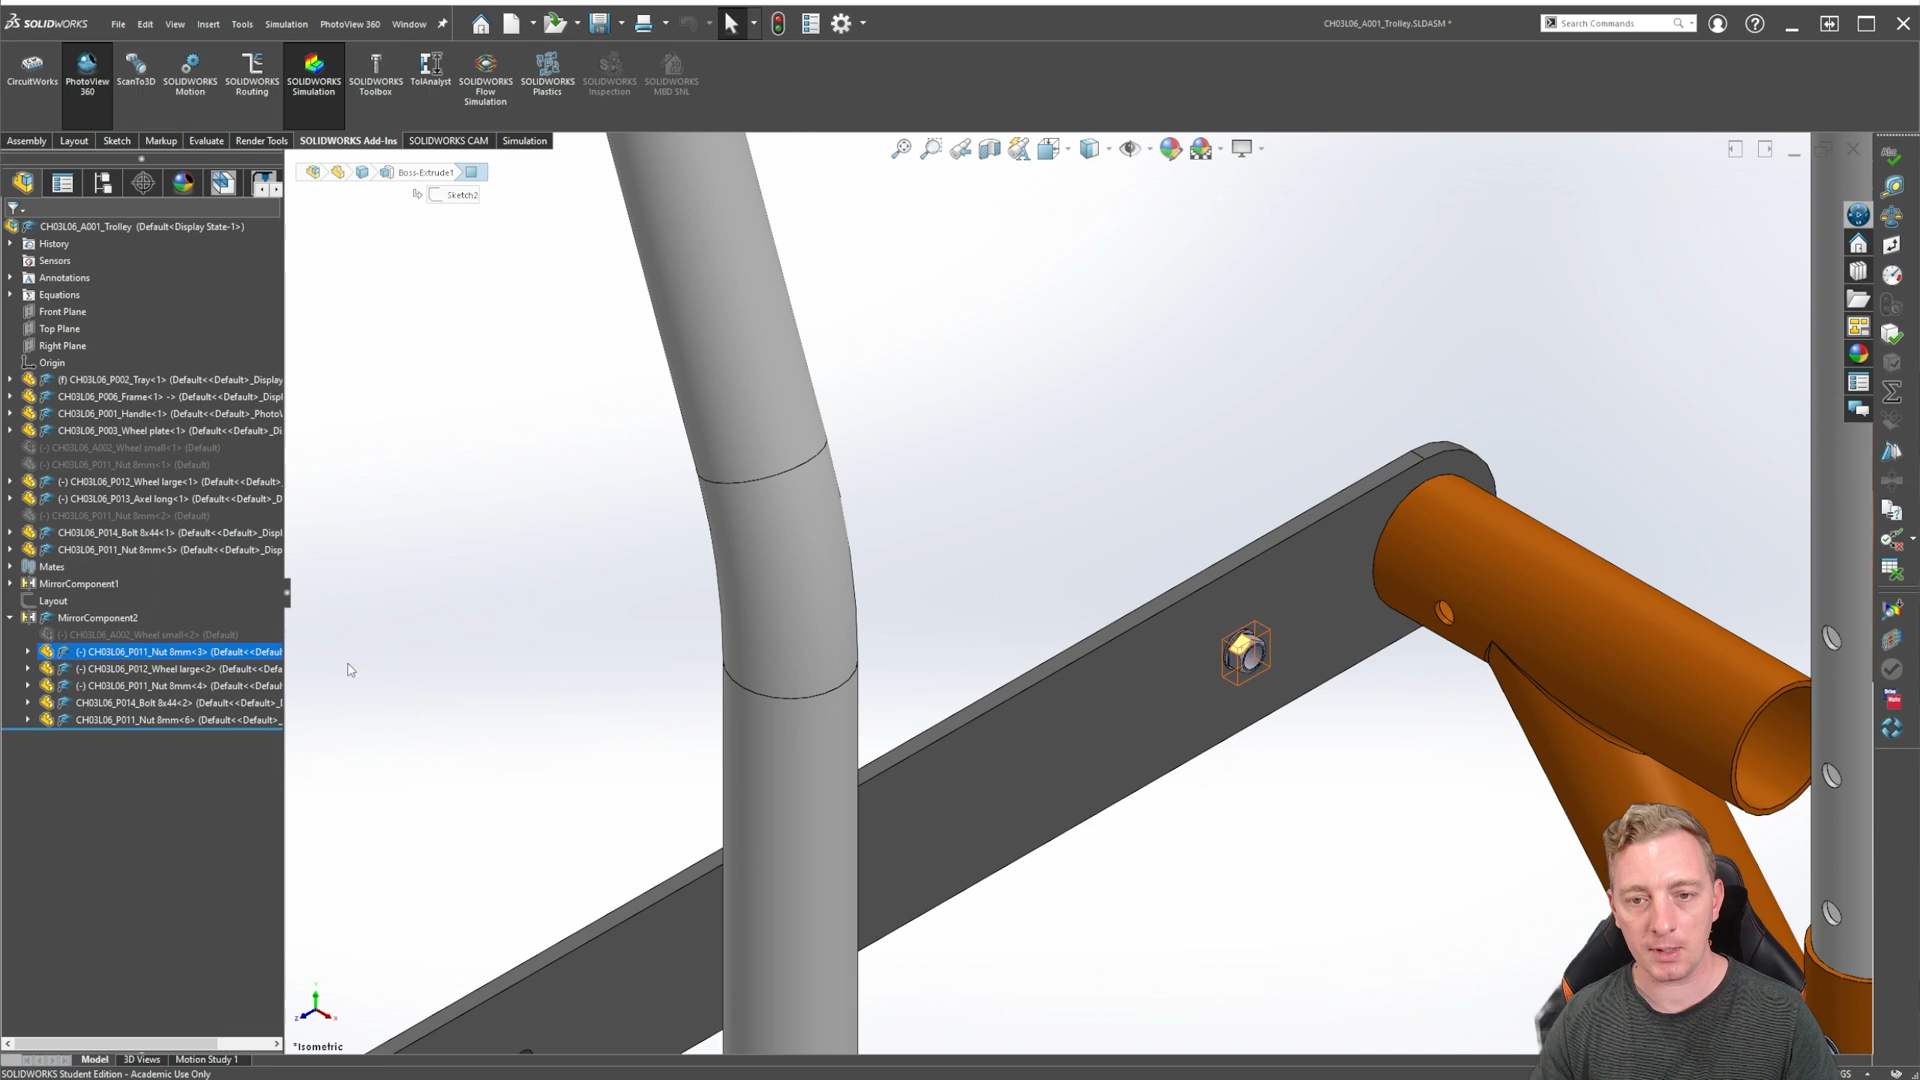 SOLIDWORKS File Edit View Insert Tools Simulation PhotoView 360 Window
CH03L06_A001_Trolley.SLDASM *
Search Commands
CircuitWorks
PhotoView
360
ScanTo3D
SOLIDWORKS
Motion
SOLIDWORKS
Routing
SOLIDWORKS
Simulation
SOLIDWORKS
Toolbox
TolAnalyst
SOLIDWORKS
Flow
Simulation
SOLIDWORKS
Plastics
SOLIDWORKS
Inspection
SOLIDWORKS
MBD SNL
Assembly Layout Sketch Markup Evaluate Render Tools SOLIDWORKS Add-Ins SOLIDWORKS CAM Simulation
Boss-Extrude1
Sketch2
CH03L06_A001_Trolley (Default<Display State-1>)
History
Sensors
Annotations
Equations
Front Plane
Top Plane
Right Plane
Origin
(f) CH03L06_P002_Tray<1> (Default<<Default>_Display
CH03L06_P006_Frame<1> -> (Default<<Default>_Displ
CH03L06_P001_Handle<1> (Default<<Default>_PhotoV
CH03L06_P003_Wheel plate<1> (Default<<Default>_Di
(-) CH03L06_A002_Wheel small<1> (Default)
(-) CH03L06_P011_Nut 8mm<1> (Default)
(-) CH03L06_P012_Wheel large<1> (Default<<Default>_
(-) CH03L06_P013_Axel long<1> (Default<<Default>_D
(-) CH03L06_P011_Nut 8mm<2> (Default)
CH03L06_P014_Bolt 8x44<1> (Default<<Default>_Displ
CH03L06_P011_Nut 8mm<5> (Default<<Default>_Disp
Mates
MirrorComponent1
Layout
MirrorComponent2
(-) CH03L06_A002_Wheel small<2> (Default)
(-) CH03L06_P011_Nut 8mm<3> (Default<<Defaul
(-) CH03L06_P012_Wheel large<2> (Default<<Defa
(-) CH03L06_P011_Nut 8mm<4> (Default<<Defaul
CH03L06_P014_Bolt 8x44<2> (Default<<Default>_D
CH03L06_P011_Nut 8mm<6> (Default<<Default>_
*Isometric
Model 3D Views Motion Study 1
SOLIDWORKS Student Edition - Academic Use Only
GS